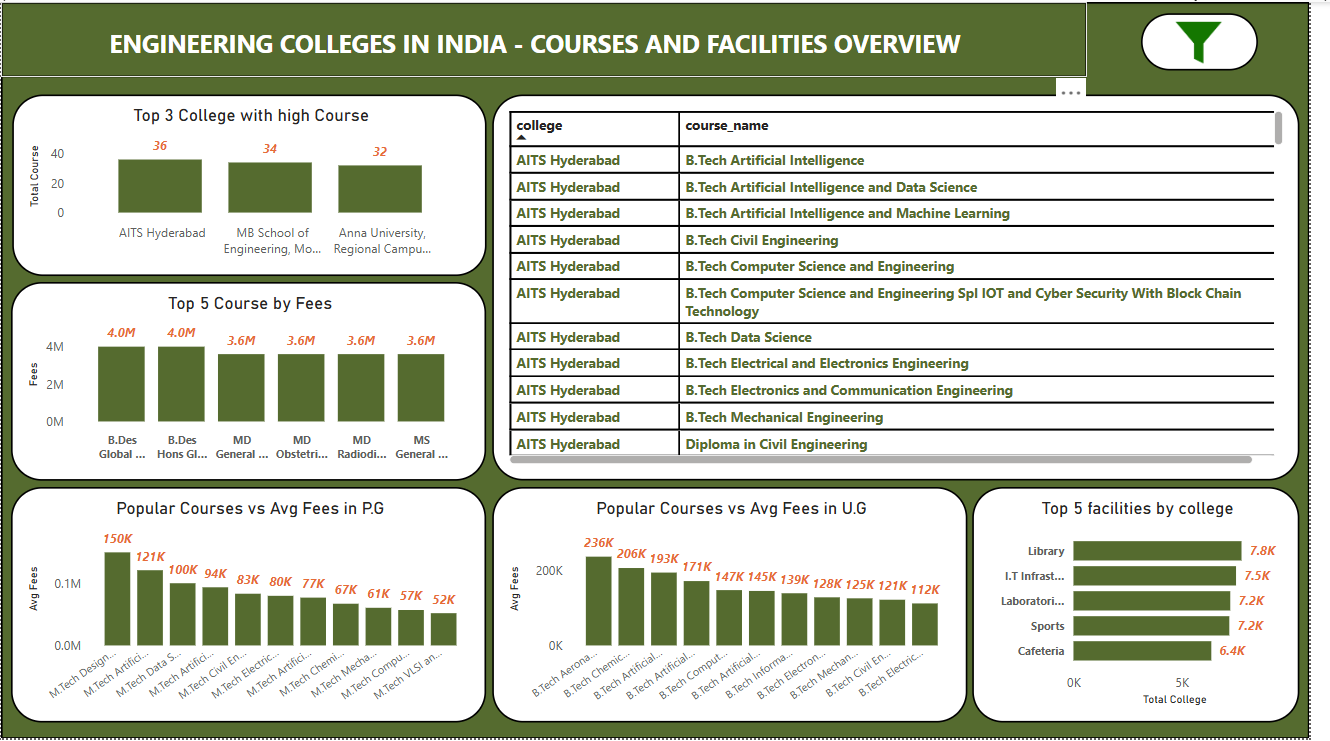 ENGINEERING COLLEGES IN INDIA - COURSES AND FACILITIES OVERVIEW
...
Top 3 College with high Course
Total Course
40
20
0
36
34
32
AITS Hyderabad
MB School of Engineering, Mo...
Anna University, Regional Campu...
college
course_name
AITS Hyderabad B.Tech Artificial Intelligence
AITS Hyderabad B.Tech Artificial Intelligence and Data Science
AITS Hyderabad B.Tech Artificial Intelligence and Machine Learning
AITS Hyderabad B.Tech Civil Engineering
AITS Hyderabad B.Tech Computer Science and Engineering
AITS Hyderabad B.Tech Computer Science and Engineering Spl IOT and Cyber Security With Block Chain
Technology
AITS Hyderabad B.Tech Data Science
AITS Hyderabad B.Tech Electrical and Electronics Engineering
AITS Hyderabad B.Tech Electronics and Communication Engineering
AITS Hyderabad B.Tech Mechanical Engineering
AITS Hyderabad Diploma in Civil Engineering
Top 5 Course by Fees
Fees
4M
2M
0M
4.0M
4.0M
3.6M
3.6M
3.6M
3.6M
B.Des Global ...
B.Des Hons Gl...
MD General ...
MD Obstetri...
MD Radiodi...
MS General ...
Popular Courses vs Avg Fees in P.G
Avg Fees
0.1M
0.0M
150K
121K
100K
94K
83K
80K
77K
67K
61K
57K
52K
M.Tech Design...
M.Tech Artifici...
M.Tech Data S...
M.Tech Artifici...
M.Tech Civil En...
M.Tech Electric...
M.Tech Artifici...
M.Tech Chemi...
M.Tech Mecha...
M.Tech Compu...
M.Tech VLSI an...
Popular Courses vs Avg Fees in U.G
Avg Fees
200K
0K
236K
206K
193K
171K
147K
145K
139K
128K
125K
121K
112K
B.Tech Aerona...
B.Tech Chemic...
B.Tech Artificial...
B.Tech Artificial...
B.Tech Comput...
B.Tech Artificial...
B.Tech Informa...
B.Tech Electron...
B.Tech Mechan...
B.Tech Civil En...
B.Tech Electric...
Top 5 facilities by college
Library 7.8K
I.T Infrast... 7.5K
Laboratori... 7.2K
Sports 7.2K
Cafeteria 6.4K
0K
5K
Total College